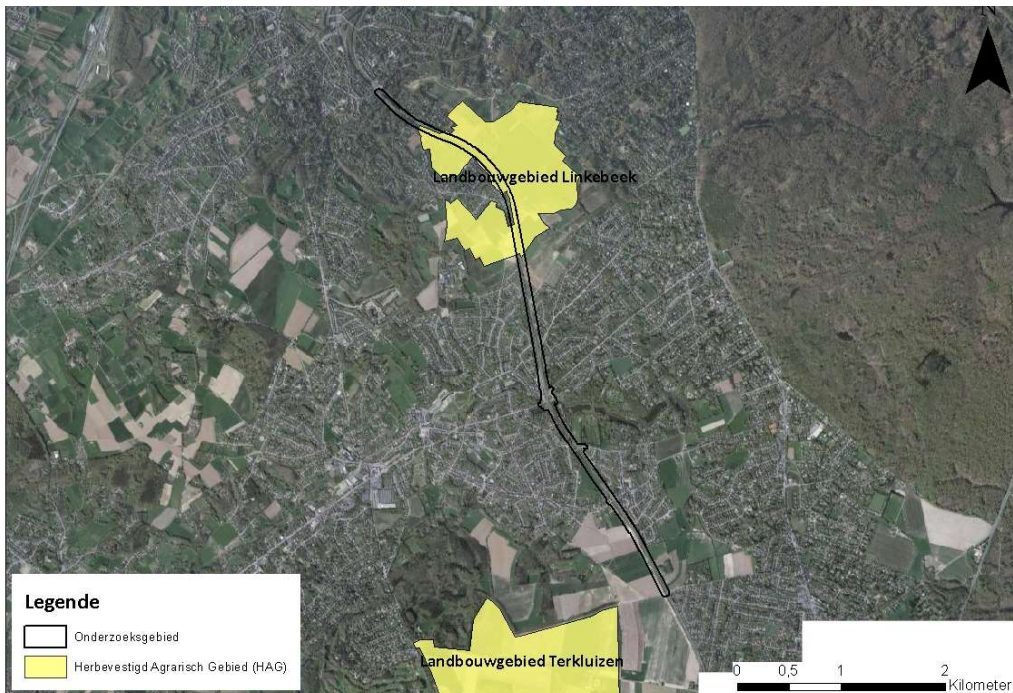 N
Landbouwgebied Linkebeek
Landbouwgebied Terkluizen
Legende
Onderzoeksgebied
Herbevestigd Agrarisch Gebied (HAG)
0 0,5 1 2
Kilometer